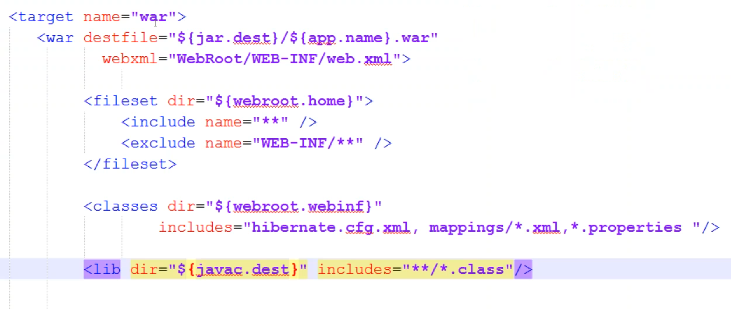 <target name="war">
<war destfile="${jar.dest}/${app.name}.war"
webxml="WebRoot/WEB-INF/web.xml">
<fileset dir="${webroot.home}">
<include name="**" />
<exclude name="WEB-INF/**" />
</fileset>
<classes dir="${webroot.webinf}"
includes="hibernate.cfg.xml, mappings/*.xml,*.properties "/>
<lib dir="${javac.dest}" includes="**/*.class"/>